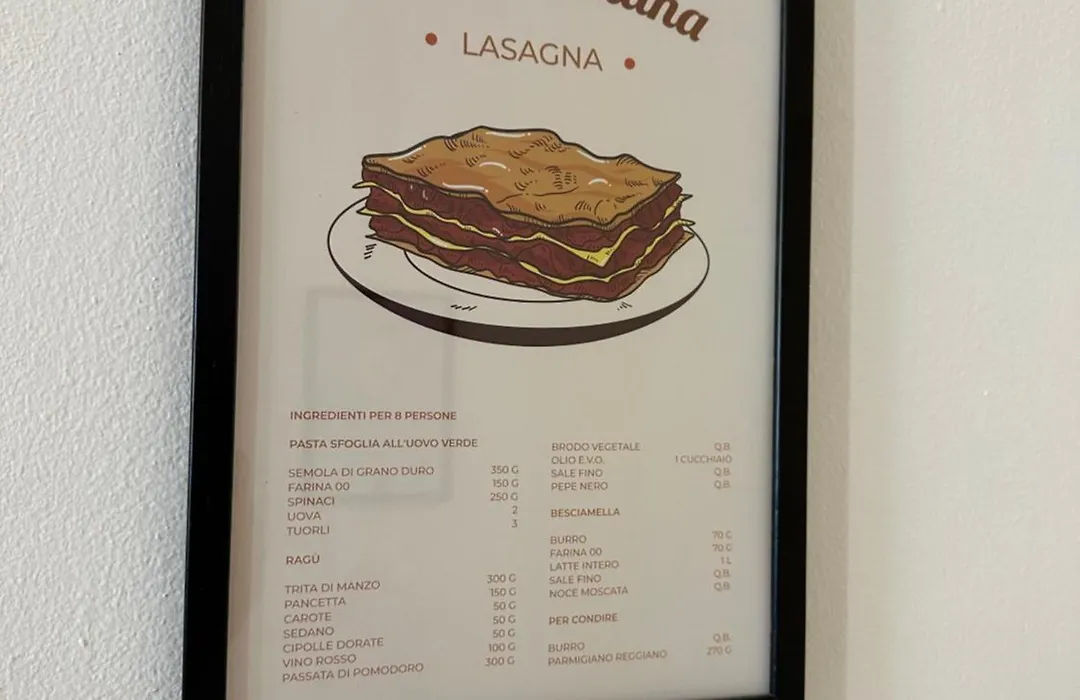 • LASAGNA •
INGREDIENTI PER 8 PERSONE
PASTA SFOGLIA ALL'UOVO VERDE
SEMOLA DI GRANO DURO 350 G
FARINA 00 150 G
SPINACI 250 G
UOVA 2
TUORLI 3
RAGÙ
TRITA DI MANZO 300 G
PANCETTA 150 G
CAROTE 50 G
SEDANO 50 G
CIPOLLE DORATE 50 G
VINO ROSSO 100 G
PASSATA DI POMODORO 300 G
BRODO VEGETALE Q.B.
OLIO E.V.O. 1 CUCCHIAIO
SALE FINO Q.B.
PEPE NERO Q.B.
BESCIAMELLA
BURRO 70 G
FARINA 00 70 G
LATTE INTERO 1 L
SALE FINO Q.B.
NOCE MOSCATA Q.B.
PER CONDIRE
BURRO Q.B.
PARMIGIANO REGGIANO 270 G